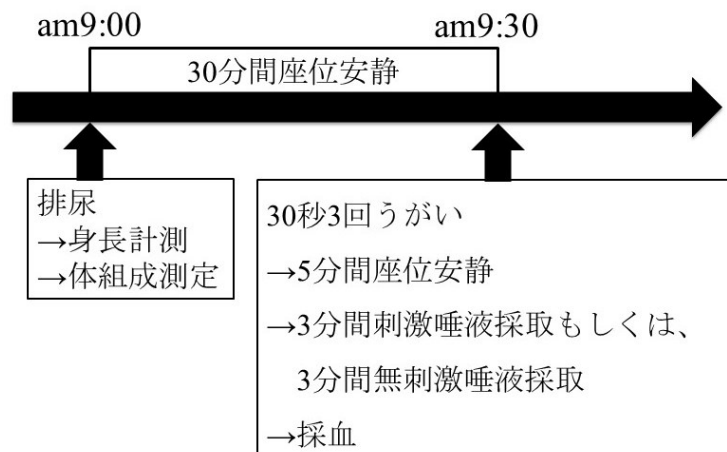 am9:00
am9:30
30分間座位安静
排尿
→身長計測
→体組成測定
30秒3回うがい
→5分間座位安静
→3分間刺激唾液採取もしくは、
3分間無刺激唾液採取
→採血